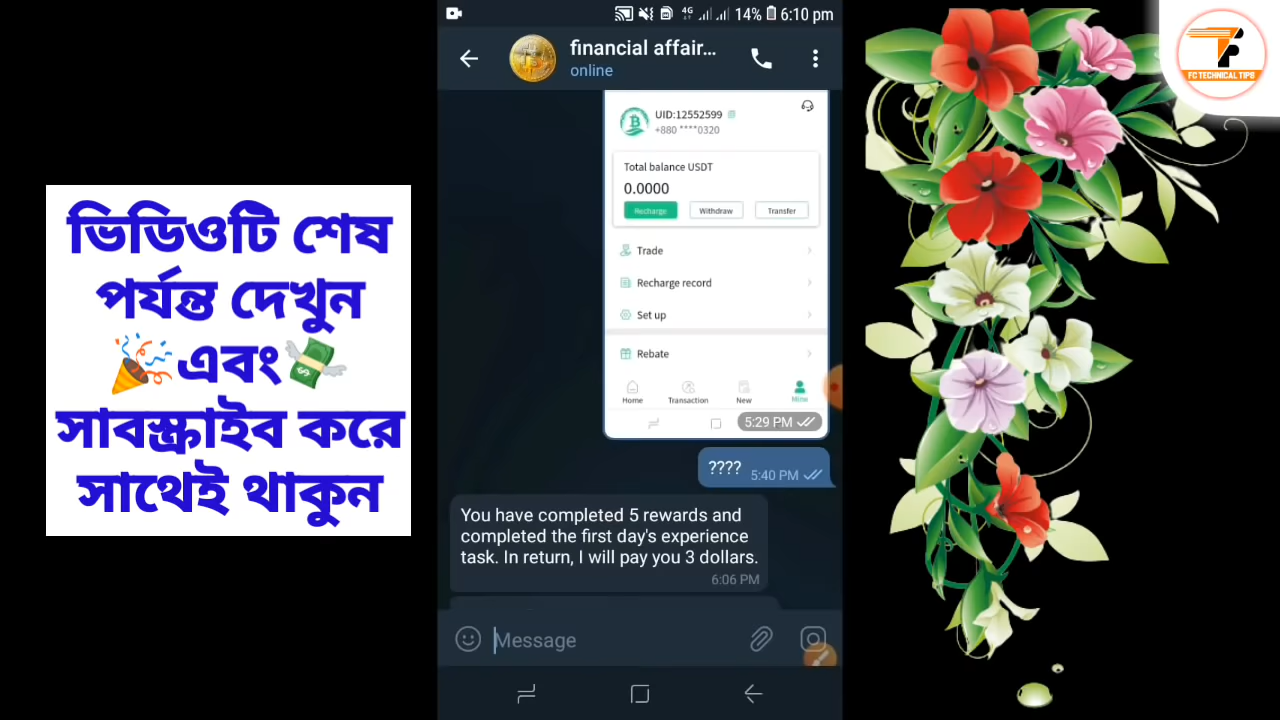 ভিডিওটি শেষ
পর্যন্ত দেখুন
🎉এবং💸
সাবস্ক্রাইব করে
সাথেই থাকুন
4G 14% 6:10 pm
financial affair...
online
UID:12552599
+880 ****0320
Total balance USDT
0.0000
Recharge Withdraw Transfer
Trade
Recharge record
Set up
Rebate
Home Transaction New Mine
5:29 PM
???? 5:40 PM
You have completed 5 rewards and
completed the first day's experience
task. In return, I will pay you 3 dollars.
6:06 PM
Message
TF
FC TECHNICAL TIPS